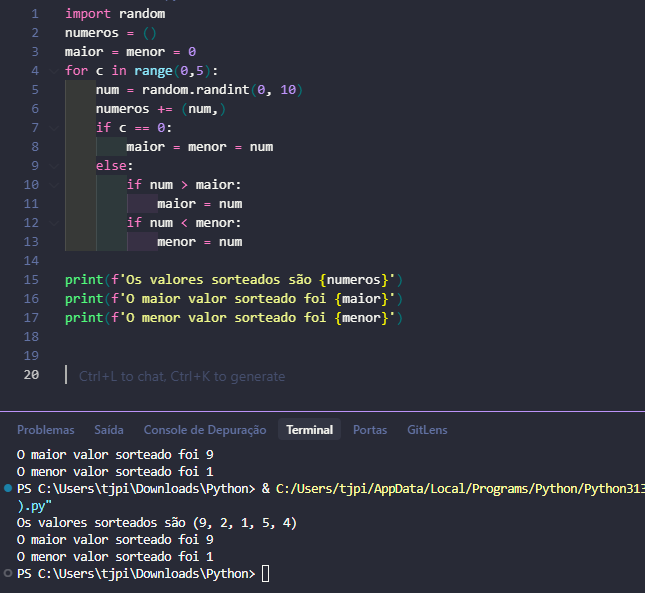 1 import random
2 numeros = ()
3 maior = menor = 0
4 for c in range(0,5):
5     num = random.randint(0, 10)
6     numeros += (num,)
7     if c == 0:
8         maior = menor = num
9     else:
10         if num > maior:
11             maior = num
12         if num < menor:
13             menor = num
14
15 print(f'Os valores sorteados são {numeros}')
16 print(f'O maior valor sorteado foi {maior}')
17 print(f'O menor valor sorteado foi {menor}')
18
19
20 Ctrl+L to chat, Ctrl+K to generate
Problemas Saída Console de Depuração Terminal Portas GitLens
O maior valor sorteado foi 9
O menor valor sorteado foi 1
PS C:\Users\tjpi\Downloads\Python> & C:/Users/tjpi/AppData/Local/Programs/Python/Python313
).py"
Os valores sorteados são (9, 2, 1, 5, 4)
O maior valor sorteado foi 9
O menor valor sorteado foi 1
PS C:\Users\tjpi\Downloads\Python>